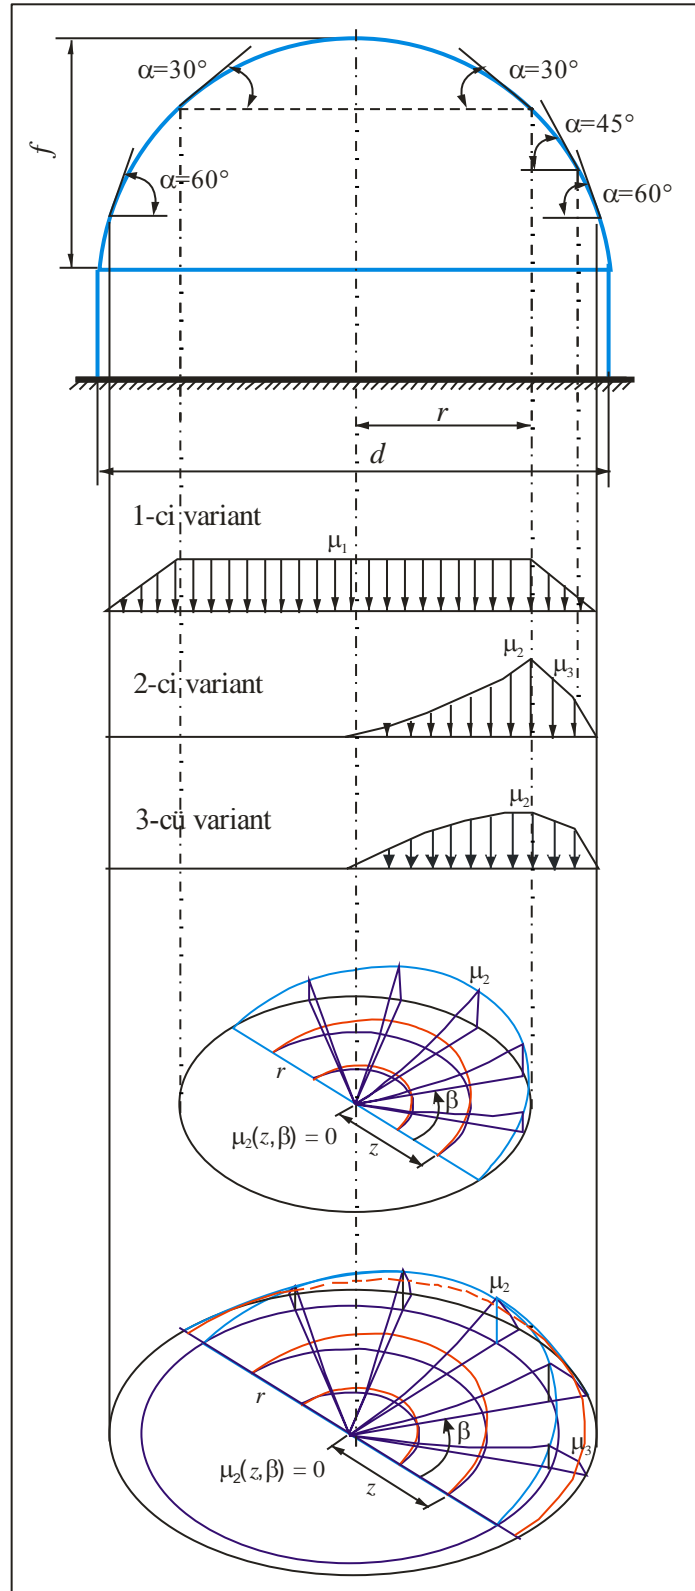 α=30°
α=30°
α=45°
f
α=60°
α=60°
r
d
1-ci variant
μ₁
μ₂
2-ci variant
μ₃
μ₂
3-cü variant
μ₂
r
β
μ₂(z,β) = 0
z
μ₂
r
β
μ₃
μ₂(z,β) = 0
z